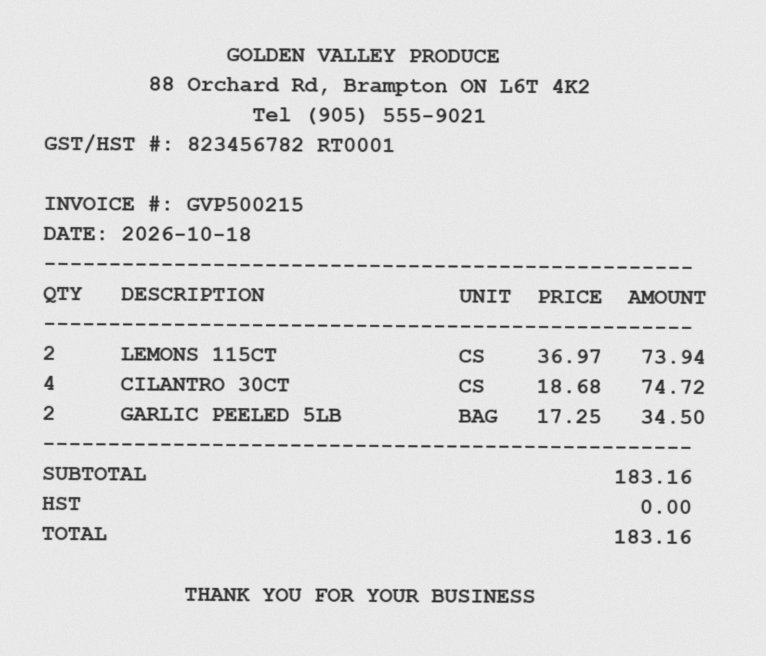 GOLDEN VALLEY PRODUCE
88 Orchard Rd, Brampton ON L6T 4K2
Tel (905) 555-9021
GST/HST #: 823456782 RT0001
INVOICE #: GVP500215
DATE: 2026-10-18
--------------------------------------------------
QTY DESCRIPTION UNIT PRICE AMOUNT
--------------------------------------------------
2 LEMONS 115CT CS 36.97 73.94
4 CILANTRO 30CT CS 18.68 74.72
2 GARLIC PEELED 5LB BAG 17.25 34.50
--------------------------------------------------
SUBTOTAL 183.16
HST 0.00
TOTAL 183.16
THANK YOU FOR YOUR BUSINESS